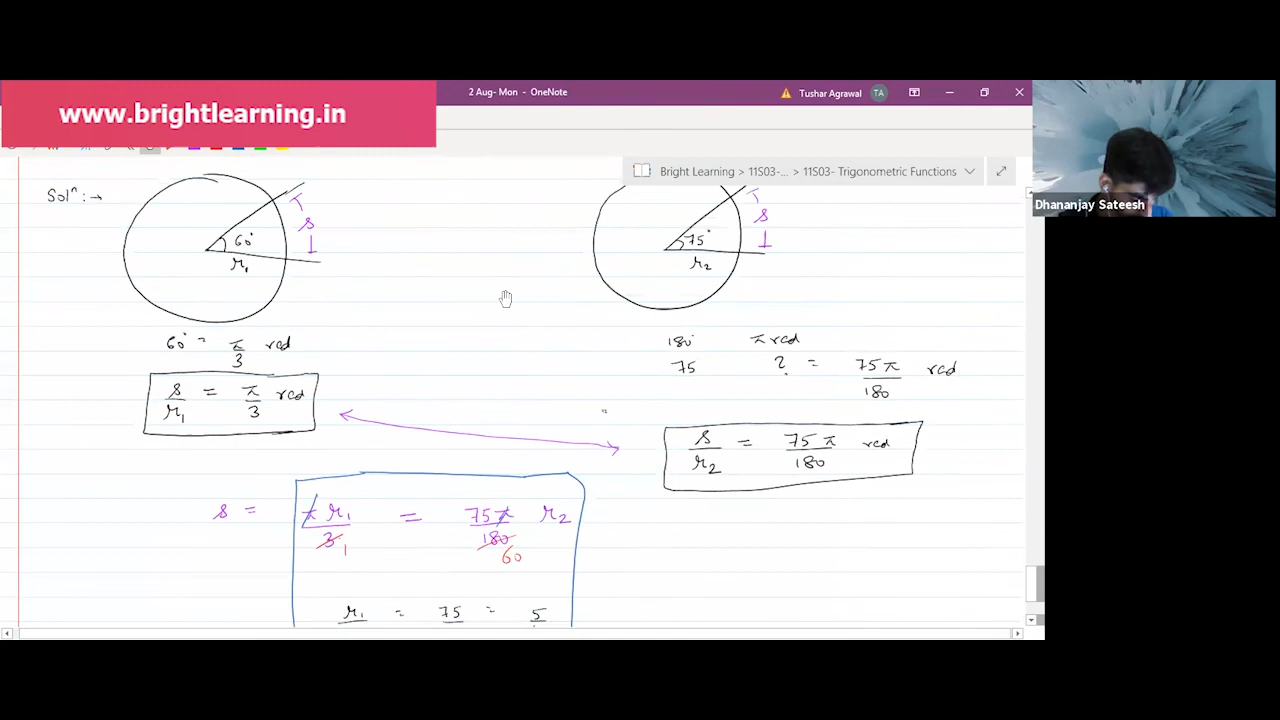 www.brightlearning.in
2 Aug- Mon - OneNote
Tushar Agrawal TA
Bright Learning > 11S03-... > 11S03- Trigonometric Functions
Dhananjay Sateesh
Solⁿ :→
60°
r₁
s
75°
r₂
s
60° = π/3 rad
s/r₁ = π/3 rad
180° π rad
75 ? = 75π/180 rad
s/r₂ = 75π/180 rad
s = πr₁/3 = 75π/180 r₂
1
60
r₁ = 75 = 5